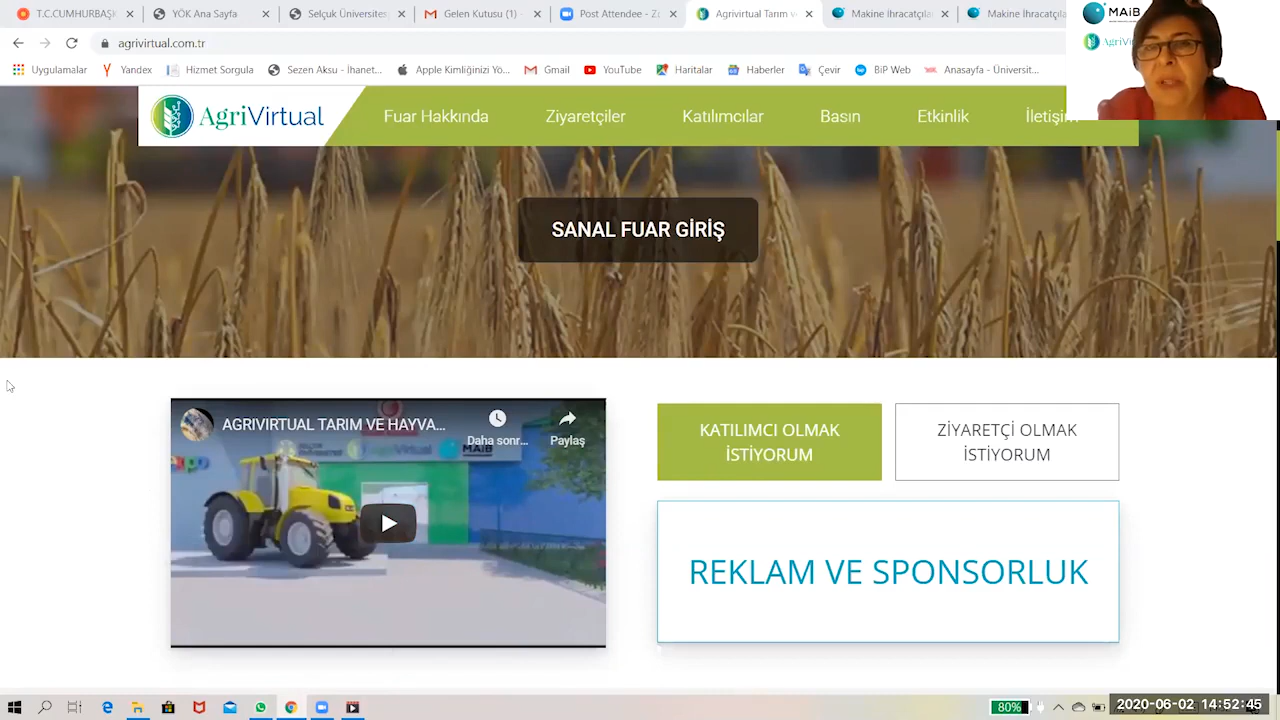 T.C.CUMHURBAŞK
YÖK Ana Sayfa
Selçuk Üniversites
Gelen Kutusu (1)
Post Attendee - Z
Agrivirtual Tarım v
Makine İhracatçıla
Makine İhracatçıla
MAİB
agrivirtual.com.tr
Uygulamalar
Yandex
Hizmet Sorgula
Sezen Aksu - İhanet...
Apple Kimliğinizi Yö...
Gmail
YouTube
Haritalar
Haberler
Çevir
BiP Web
Anasayfa - Üniversit...
AgriVirtual
Fuar Hakkında
Ziyaretçiler
Katılımcılar
Basın
Etkinlik
İletişim
SANAL FUAR GİRİŞ
AGRIVIRTUAL TARIM VE HAYVA...
Daha sonr...
Paylaş
MAİB
KATILIMCI OLMAK
İSTİYORUM
ZİYARETÇİ OLMAK
İSTİYORUM
REKLAM VE SPONSORLUK
80%
2020-06-02 14:52:45